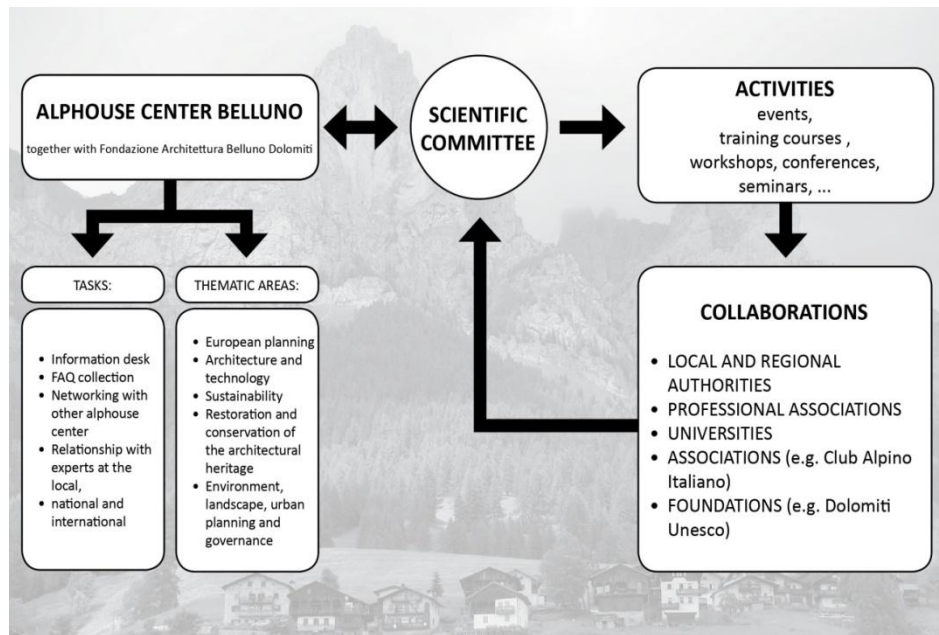 ALPHOUSE CENTER BELLUNO
together with Fondazione Architettura Belluno Dolomiti
SCIENTIFIC
COMMITTEE
ACTIVITIES
events,
training courses ,
workshops, conferences,
seminars, ...
TASKS:
• Information desk
• FAQ collection
• Networking with
other alphouse
center
• Relationship with
experts at the
local,
• national and
international
THEMATIC AREAS:
• European planning
• Architecture and
technology
• Sustainability
• Restoration and
conservation of
the architectural
heritage
• Environment,
landscape, urban
planning and
governance
COLLABORATIONS
• LOCAL AND REGIONAL
AUTHORITIES
• PROFESSIONAL ASSOCIATIONS
• UNIVERSITIES
• ASSOCIATIONS (e.g. Club Alpino
Italiano)
• FOUNDATIONS (e.g. Dolomiti
Unesco)